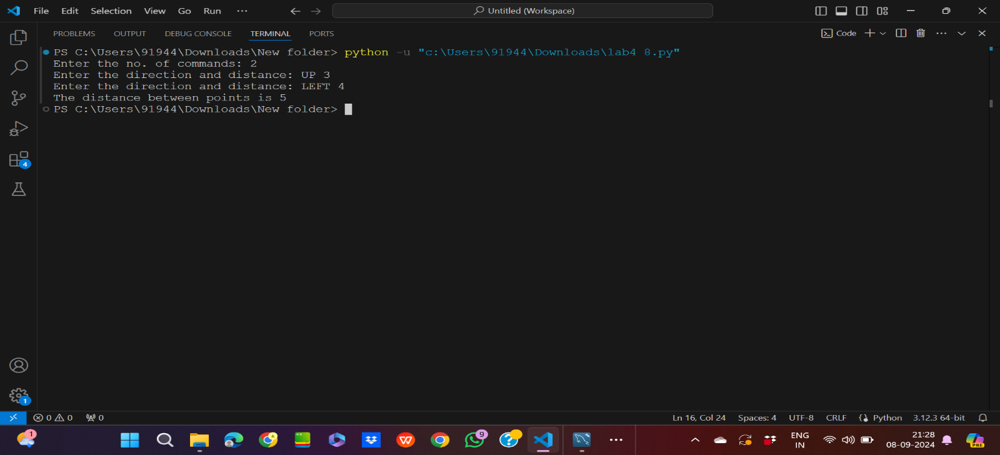 File Edit Selection View Go Run ··· Untitled (Workspace)
PROBLEMS OUTPUT DEBUG CONSOLE TERMINAL PORTS Code
PS C:\Users\91944\Downloads\New folder> python -u "c:\Users\91944\Downloads\lab4 8.py"
Enter the no. of commands: 2
Enter the direction and distance: UP 3
Enter the direction and distance: LEFT 4
The distance between points is 5
PS C:\Users\91944\Downloads\New folder>
4
1
0 0 0 Ln 16, Col 24 Spaces: 4 UTF-8 CRLF Python 3.12.3 64-bit
1 9 ENG 21:28
IN 08-09-2024 PRE